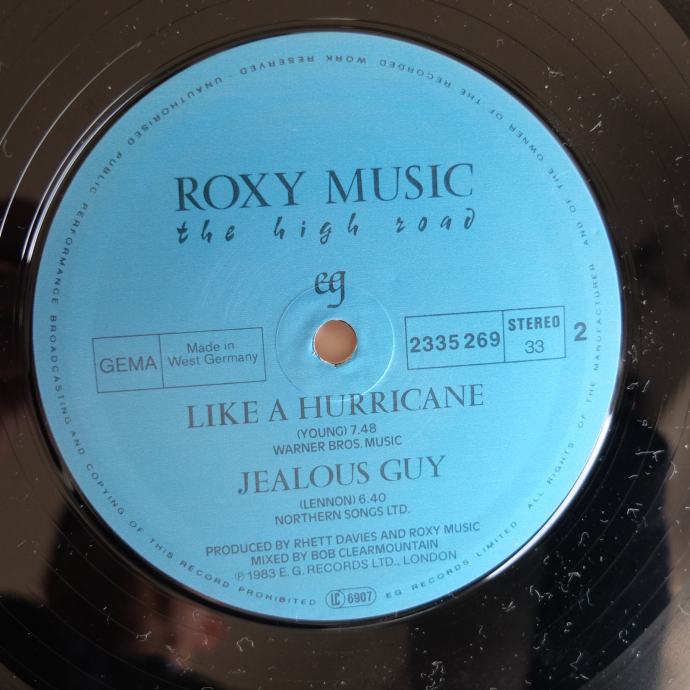 ROXY MUSIC
the high road
eg
GEMA
Made in
West Germany
2335 269
STEREO
33
2
LIKE A HURRICANE
(YOUNG) 7.48
WARNER BROS. MUSIC
JEALOUS GUY
(LENNON) 6.40
NORTHERN SONGS LTD.
PRODUCED BY RHETT DAVIES AND ROXY MUSIC
MIXED BY BOB CLEARMOUNTAIN
℗ 1983 E.G. RECORDS LTD., LONDON
LC 6907
EG RECORDS LIMITED ALL RIGHTS OF THE MANUFACTURER AND OF THE OWNER OF THE RECORDED WORK RESERVED · UNAUTHORISED PUBLIC PERFORMANCE BROADCASTING AND COPYING OF THIS RECORD PROHIBITED